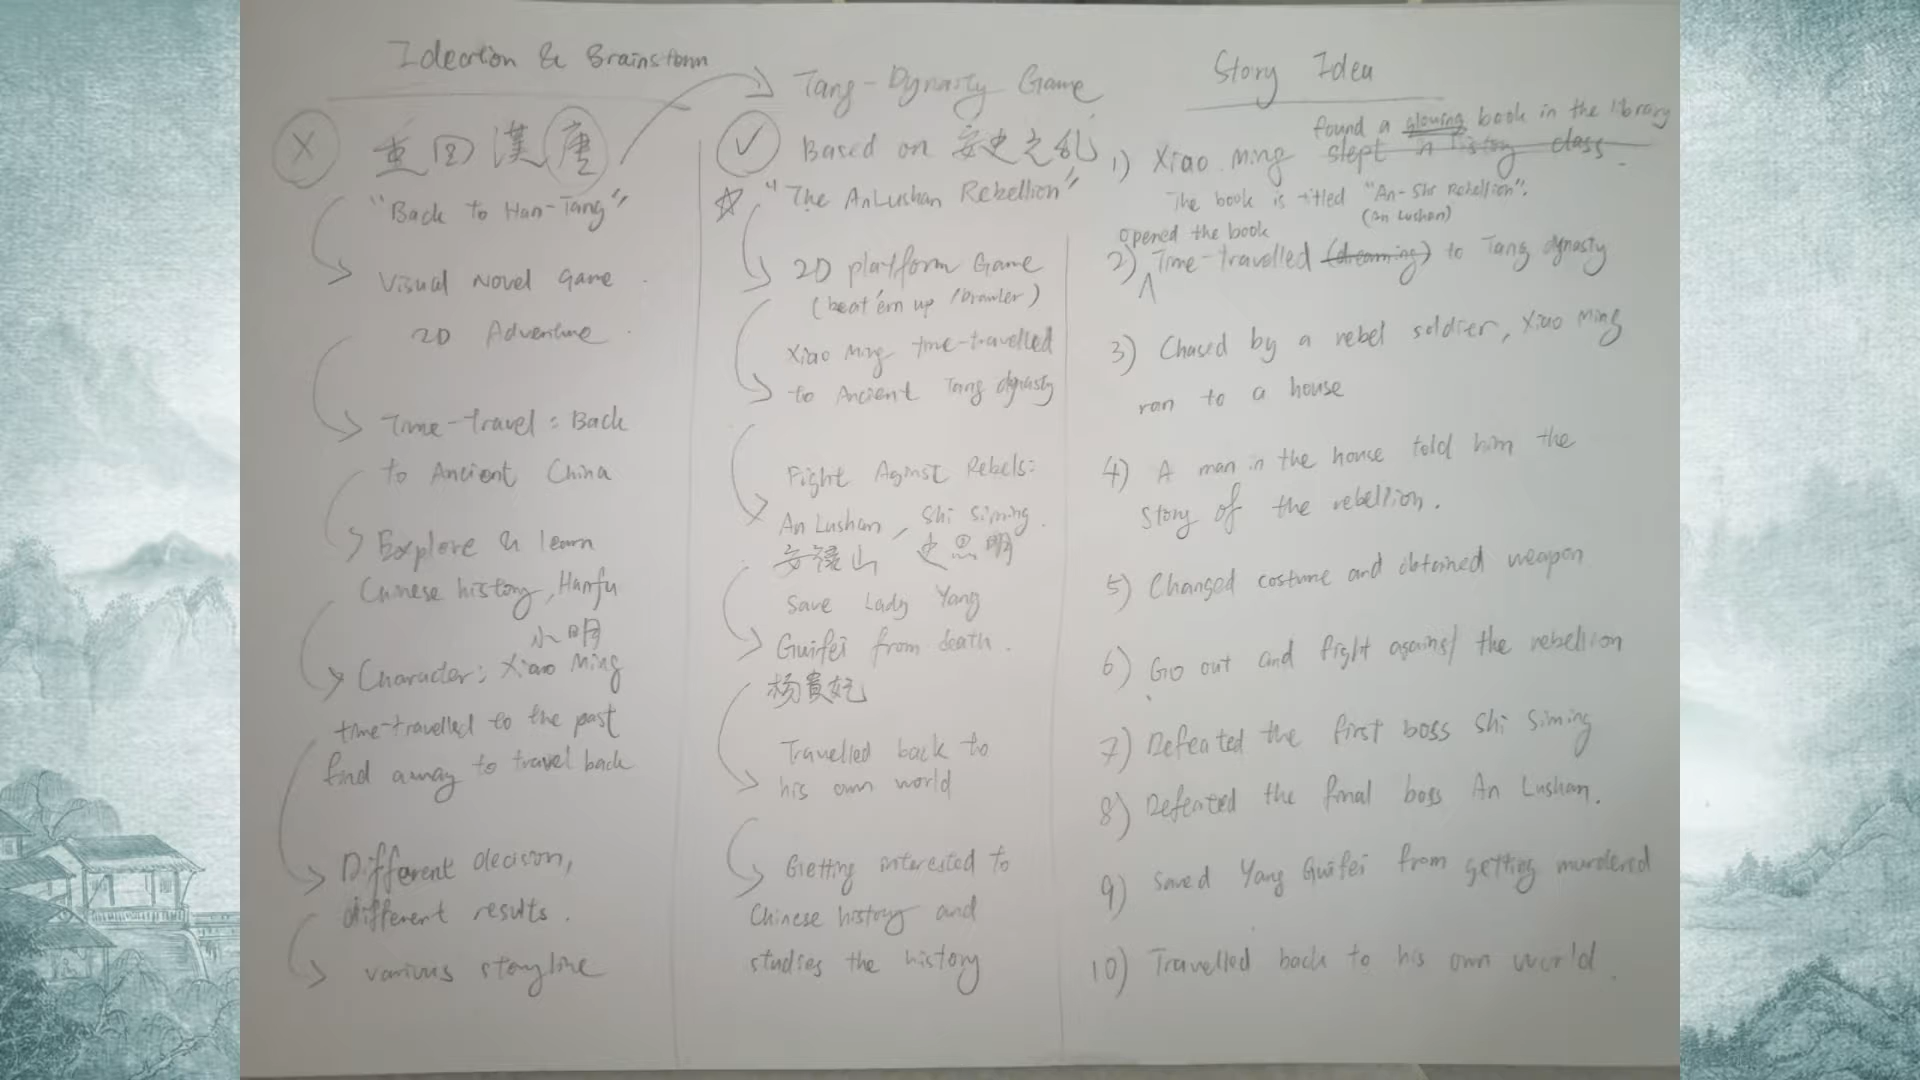 Ideation & Brainstorm
X
重回漢唐
"Back to Han-Tang"
Visual Novel Game
2D Adventure
Time-travel: Back
to Ancient China
Explore & learn
Chinese history, Hanfu
小明
Character: Xiao Ming
time-travelled to the past
find away to travel back
Different decision,
different results.
various storyline
Tang-Dynasty Game
✓
Based on 安史之乱
☆ "The AnLushan Rebellion"
2D platform Game
(beat'em up / brawler)
Xiao Ming time-travelled
to Ancient Tang dynasty
Fight Against Rebels:
An Lushan, Shi Siming.
安祿山 史思明
Save Lady Yang
Guifei from death.
杨貴妃
Travelled back to
his own world
Getting interested to
Chinese history and
studies the history
Story Idea
found a glowing book in the library
1) Xiao Ming slept in history class.
The book is titled "An-Shi Rebellion".
(An Lushan)
opened the book
2) Time-travelled (dreaming) to Tang dynasty
3) Chased by a rebel soldier, Xiao Ming
ran to a house
4) A man in the house told him the
story of the rebellion.
5) Changed costume and obtained weapon
6) Go out and fight against the rebellion
7) Defeated the first boss Shi Siming
8) Defeated the final boss An Lushan.
9) Saved Yang Guifei from getting murdered
10) Travelled back to his own world.